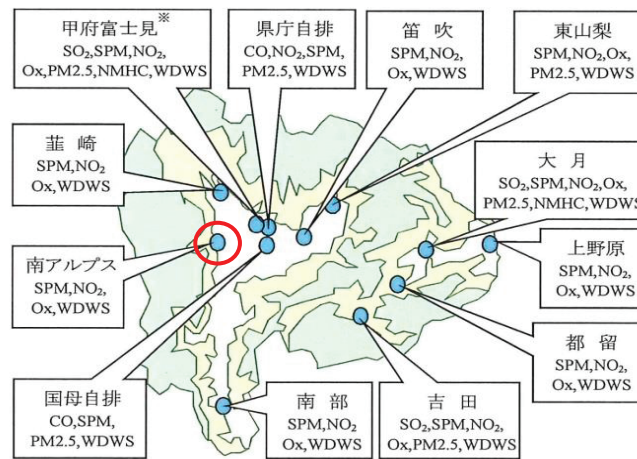 甲府富士見※
SO₂,SPM,NO₂,
Ox,PM2.5,NMHC,WDWS
県庁自排
CO,NO₂,SPM,
PM2.5,WDWS
笛吹
SPM,NO₂,
Ox,WDWS
東山梨
SPM,NO₂,Ox,
PM2.5,WDWS
韮崎
SPM,NO₂
Ox,WDWS
大月
SO₂,SPM,NO₂,Ox,
PM2.5,NMHC,WDWS
南アルプス
SPM,NO₂,
Ox,WDWS
上野原
SPM,NO₂,
Ox,WDWS
都留
SPM,NO₂,
Ox,WDWS
国母自排
CO,SPM,
PM2.5,WDWS
南部
SPM,NO₂
Ox,WDWS
吉田
SO₂,SPM,NO₂,
Ox,PM2.5,WDWS